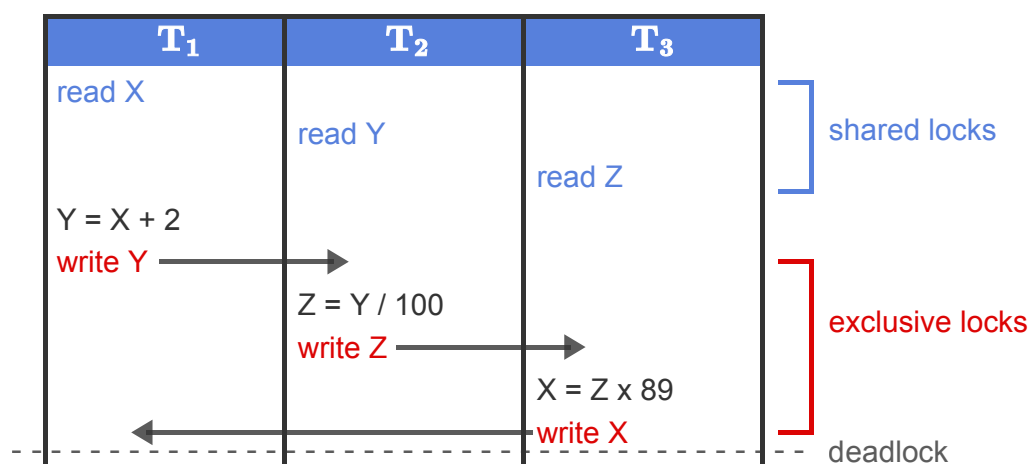 T₁ T₂ T₃
read X
read Y
shared locks
read Z
Y = X + 2
write Y
Z = Y / 100
exclusive locks
write Z
X = Z x 89
write X
deadlock